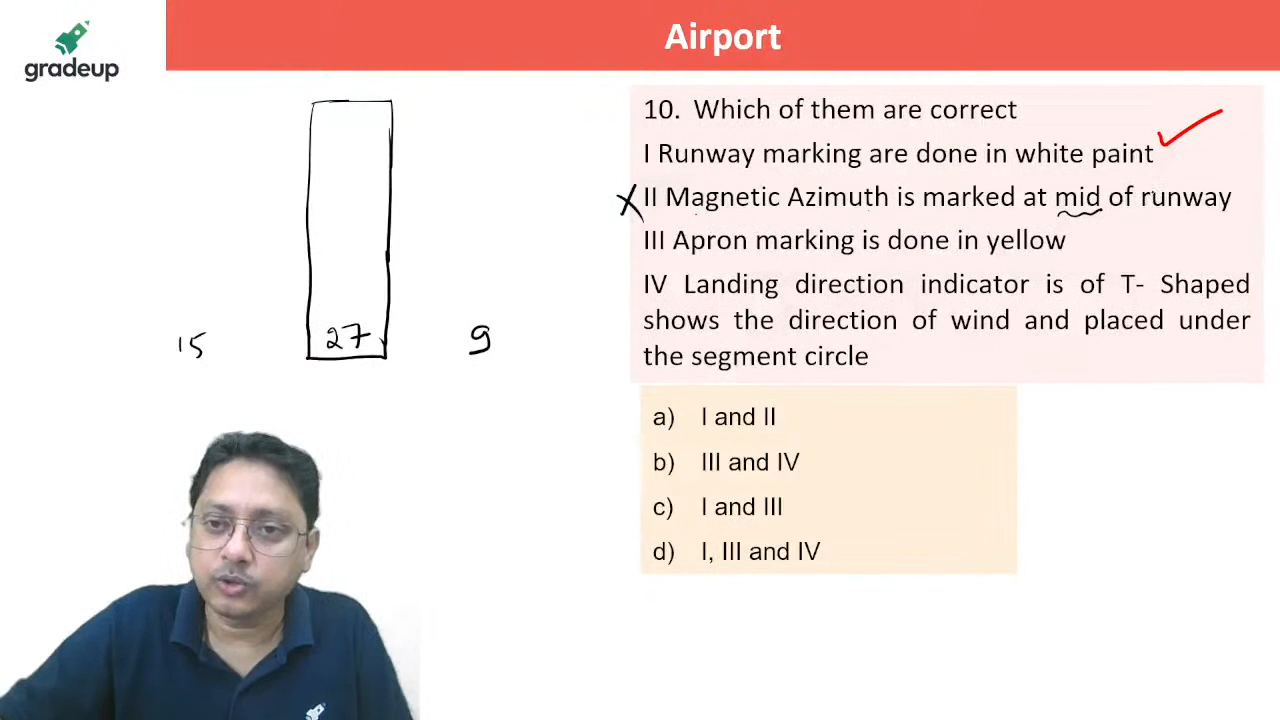 Airport
gradeup
10. Which of them are correct
I Runway marking are done in white paint
II Magnetic Azimuth is marked at mid of runway
III Apron marking is done in yellow
IV Landing direction indicator is of T- Shaped
shows the direction of wind and placed under
the segment circle
15 27 9
a) I and II
b) III and IV
c) I and III
d) I, III and IV